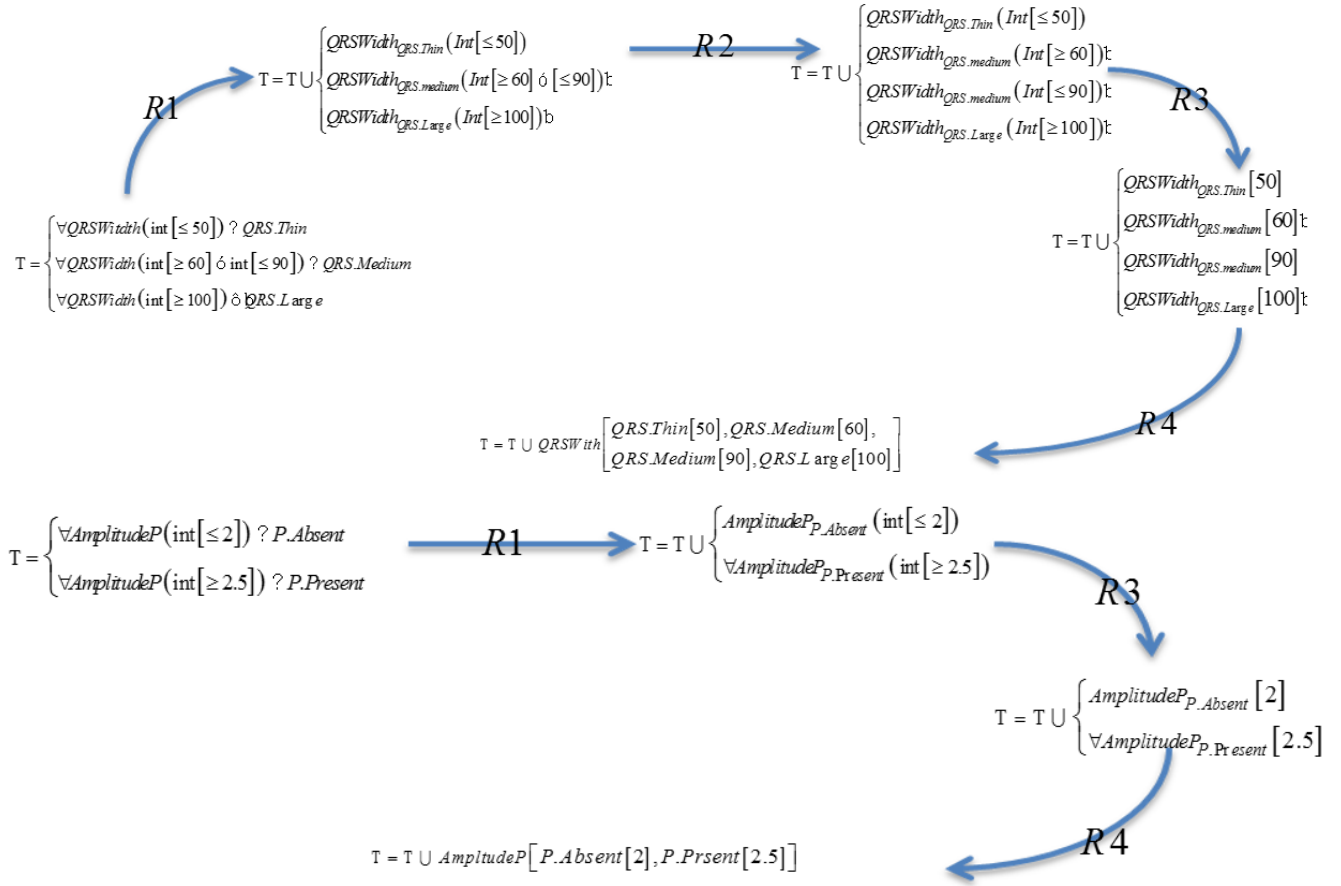 T = T ∪ { QRSWidth_QRS.Thin (Int[≤50])
QRSWidth_QRS.medium (Int[≥60] ó [≤90])b
QRSWidth_QRS.Large (Int[≥100])b
R1
R2
T = T ∪ { QRSWidth_QRS.Thin (Int[≤50])
QRSWidth_QRS.medium (Int[≥60])b
QRSWidth_QRS.medium (Int[≤90])b
QRSWidth_QRS.Large (Int[≥100])b
R3
T = { ∀QRSWitdth(int[≤ 50]) ? QRS.Thin
∀QRSWidth(int[≥ 60] ó int[≤ 90]) ? QRS.Medium
∀QRSWidth(int[≥ 100]) ô b QRS.Large
T = T ∪ { QRSWidth_QRS.Thin [50]
QRSWidth_QRS.medium [60]b
QRSWidth_QRS.medium [90]
QRSWidth_QRS.Large [100]b
R4
T = T ∪ QRSWith[ QRS.Thin[50], QRS.Medium[60],
QRS.Medium[90], QRS.Large[100] ]
T = { ∀AmplitudeP(int[≤ 2]) ? P.Absent
∀AmplitudeP(int[≥ 2.5]) ? P.Present
R1
T = T ∪ { AmplitudeP_P.Absent (int[≤ 2])
∀AmplitudeP_P.Present (int[≥ 2.5])
R3
T = T ∪ { AmplitudeP_P.Absent [2]
∀AmplitudeP_P.Present [2.5]
R4
T = T ∪ AmpltudeP[ P.Absent[2], P.Prsent[2.5] ]